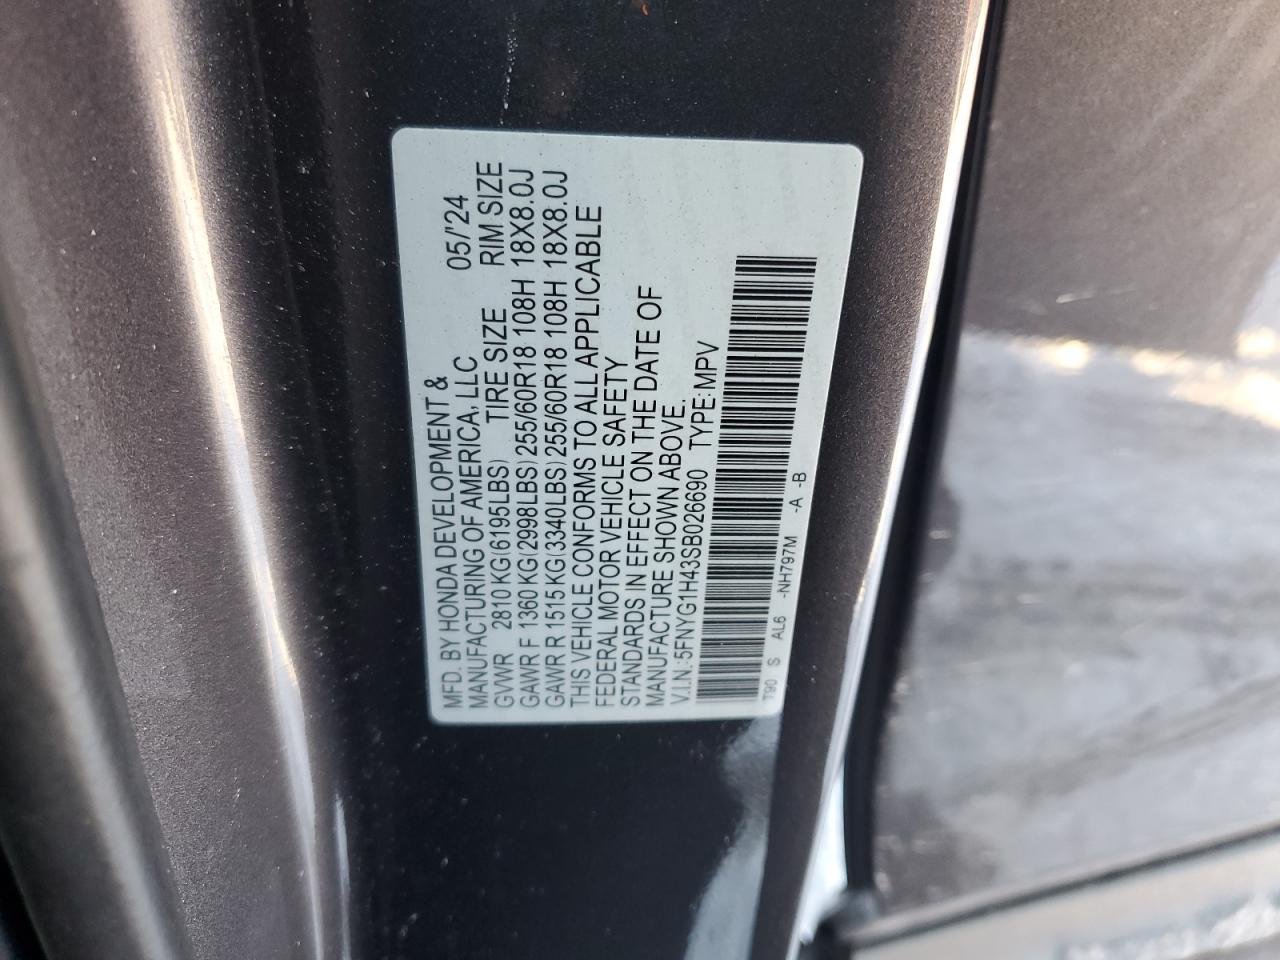 MFD. BY HONDA DEVELOPMENT &
MANUFACTURING OF AMERICA, LLC 05/'24
GVWR 2810 KG(6195LBS) TIRE SIZE RIM SIZE
GAWR F 1360 KG(2998LBS) 255/60R18 108H 18X8.0J
GAWR R 1515 KG(3340LBS) 255/60R18 108H 18X8.0J
THIS VEHICLE CONFORMS TO ALL APPLICABLE
FEDERAL MOTOR VEHICLE SAFETY
STANDARDS IN EFFECT ON THE DATE OF
MANUFACTURE SHOWN ABOVE.
V.I.N.:5FNYG1H43SB026690 TYPE:MPV
T90 S AL6 -NH797M -A -B